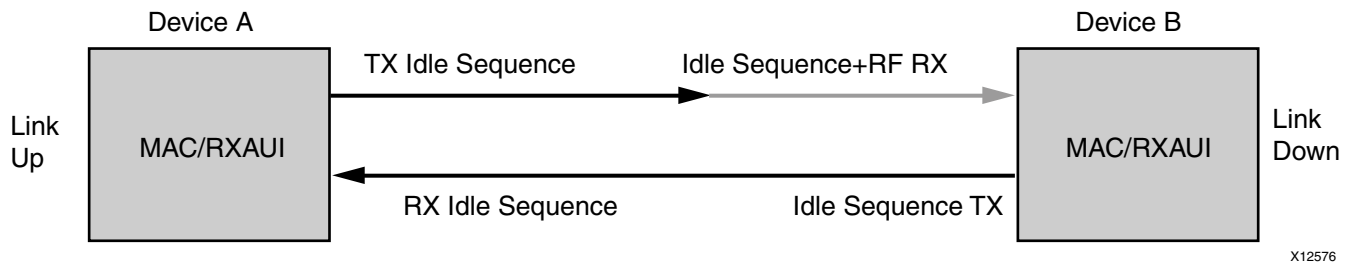 Device A
Device B
TX Idle Sequence
Idle Sequence+RF RX
Link
Up
MAC/RXAUI
MAC/RXAUI
Link
Down
RX Idle Sequence
Idle Sequence TX
X12576